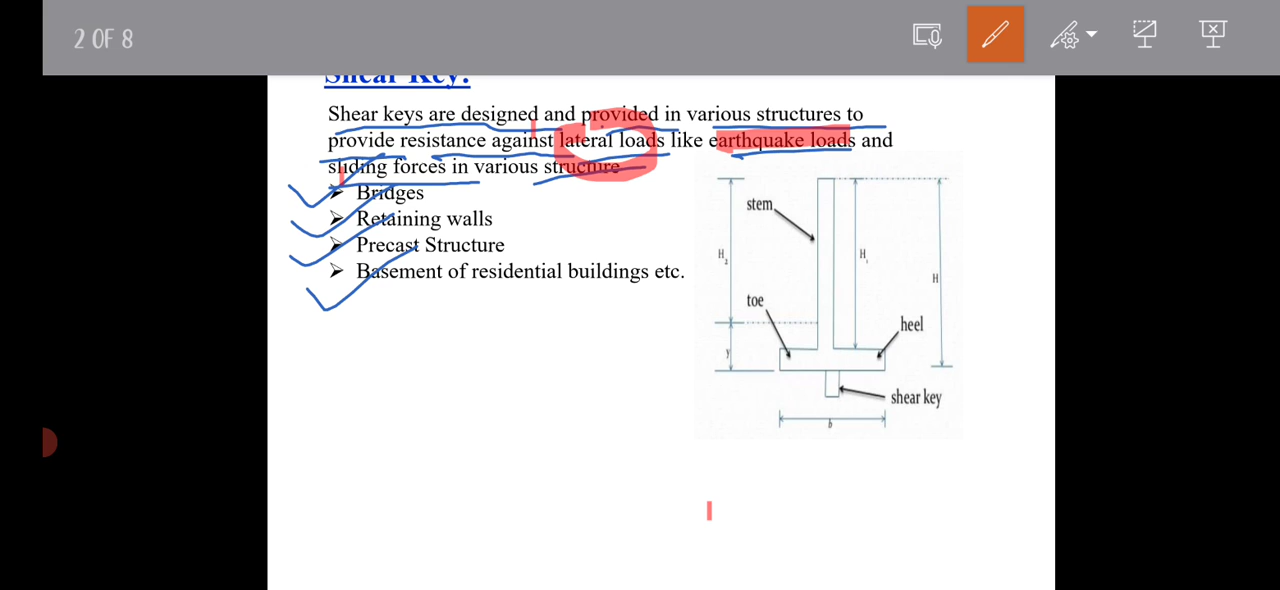 2 OF 8
Shear Key:
Shear keys are designed and provided in various structures to
provide resistance against lateral loads like earthquake loads and
sliding forces in various structure
➢ Bridges
➢ Retaining walls
➢ Precast Structure
➢ Basement of residential buildings etc.
stem
H₂
H₁
H
toe
heel
y
shear key
b